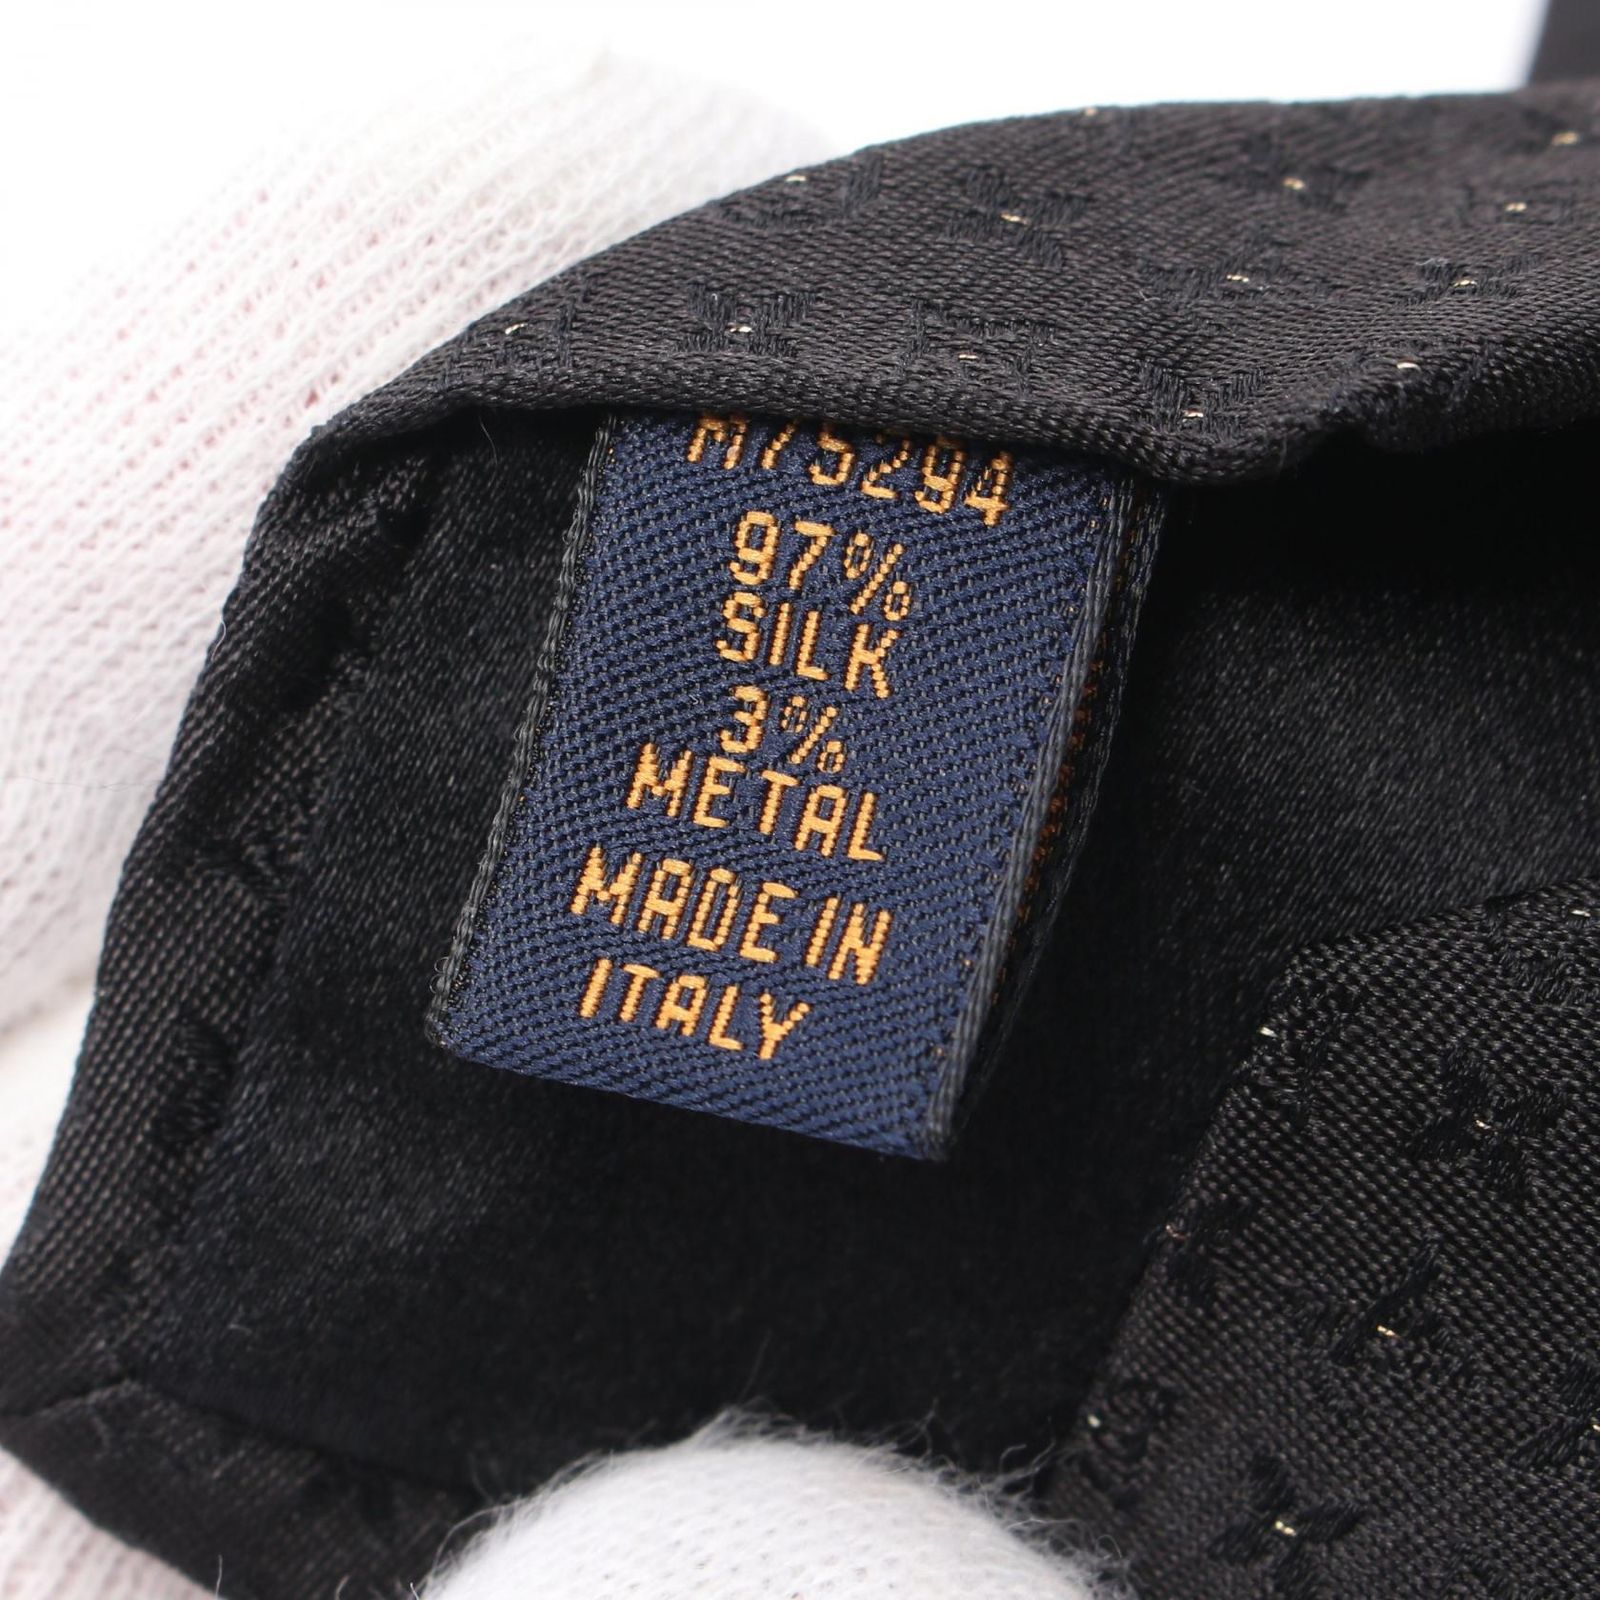 M75294
97%
SILK
3%
METAL
MADE IN
ITALY